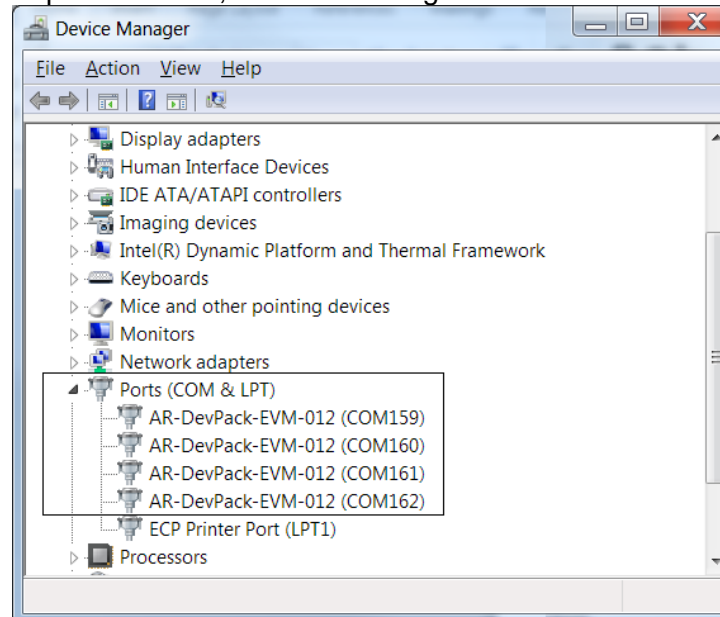 Device Manager
File Action View Help
Display adapters
Human Interface Devices
IDE ATA/ATAPI controllers
Imaging devices
Intel(R) Dynamic Platform and Thermal Framework
Keyboards
Mice and other pointing devices
Monitors
Network adapters
Ports (COM & LPT)
AR-DevPack-EVM-012 (COM159)
AR-DevPack-EVM-012 (COM160)
AR-DevPack-EVM-012 (COM161)
AR-DevPack-EVM-012 (COM162)
ECP Printer Port (LPT1)
Processors